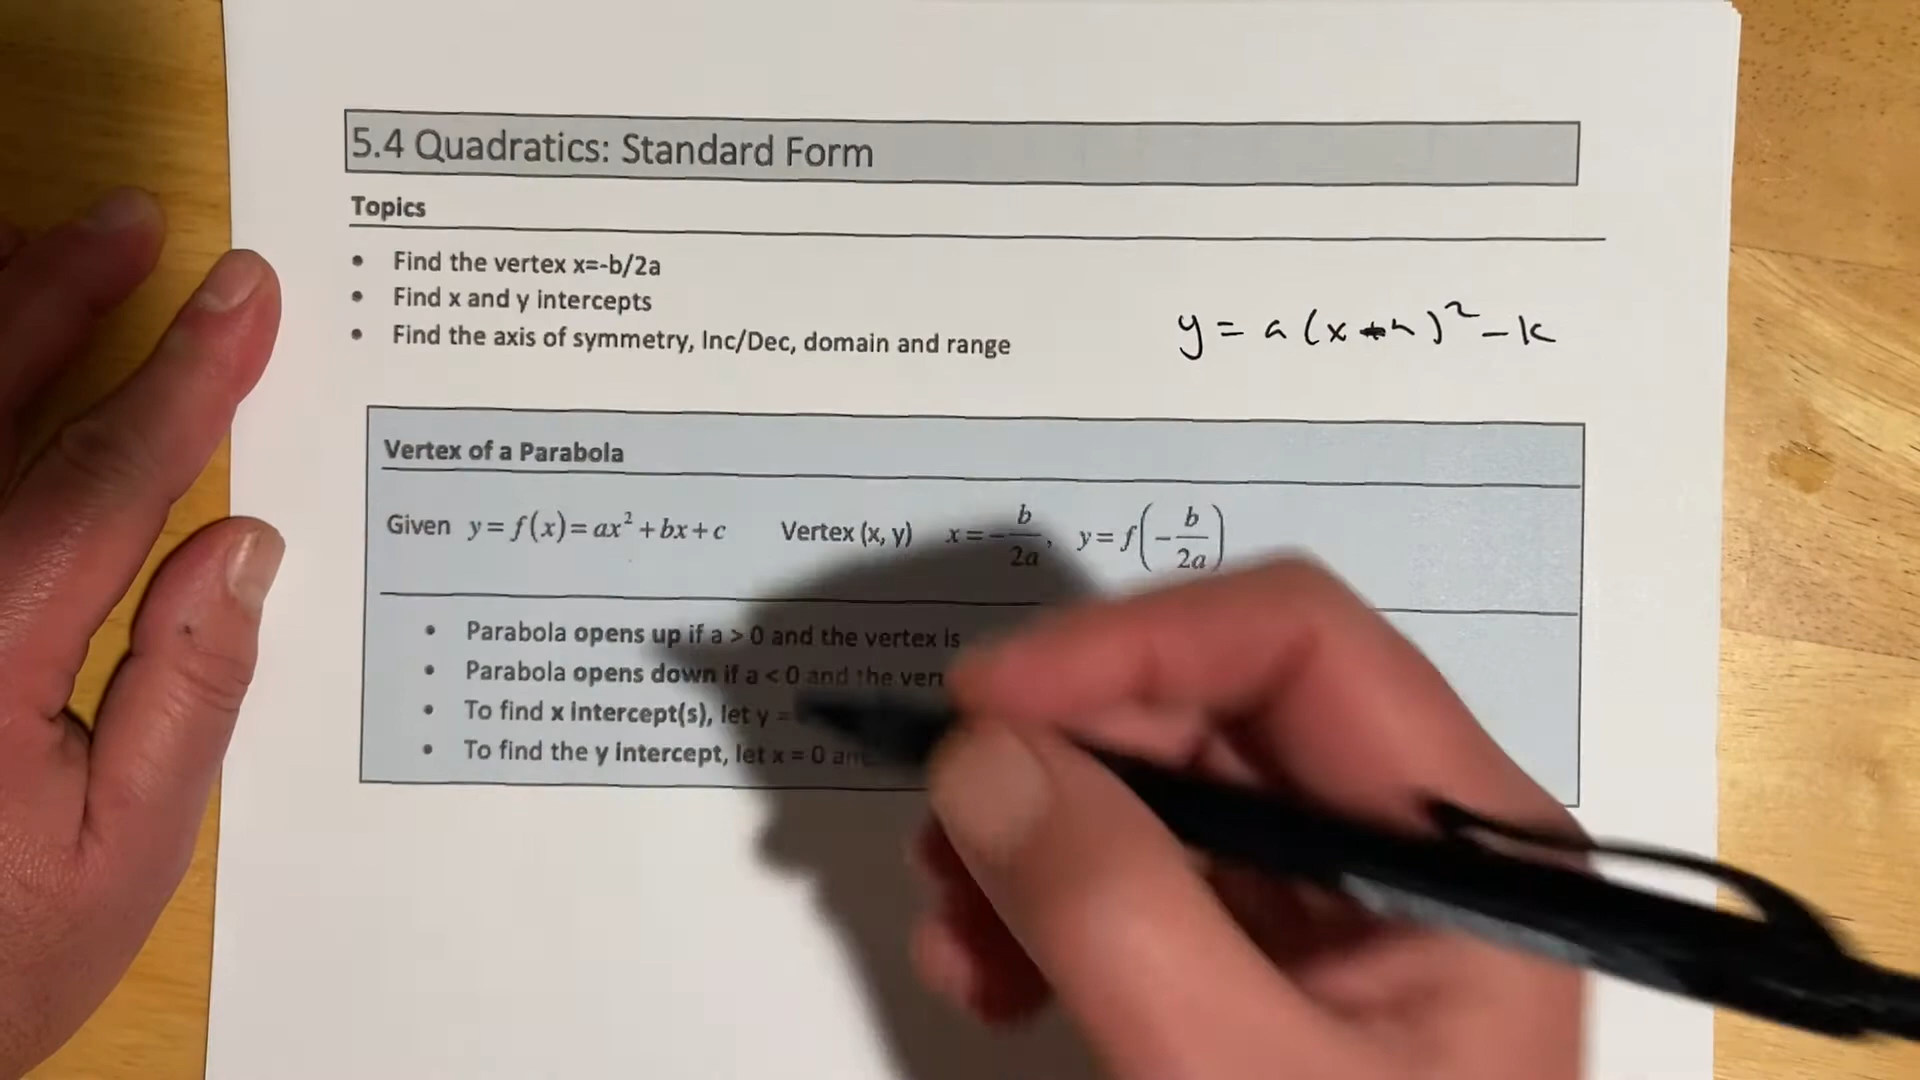 5.4 Quadratics: Standard Form
Topics
• Find the vertex x=-b/2a
• Find x and y intercepts
• Find the axis of symmetry, Inc/Dec, domain and range
y = a (x + h)² - k
Vertex of a Parabola
Given y = f(x) = ax² + bx + c Vertex (x, y) x = -b/2a, y = f(-b/2a)
• Parabola opens up if a > 0 and the vertex is
• Parabola opens down if a < 0 and the
• To find x intercept(s), let y =
• To find the y intercept, let x = 0